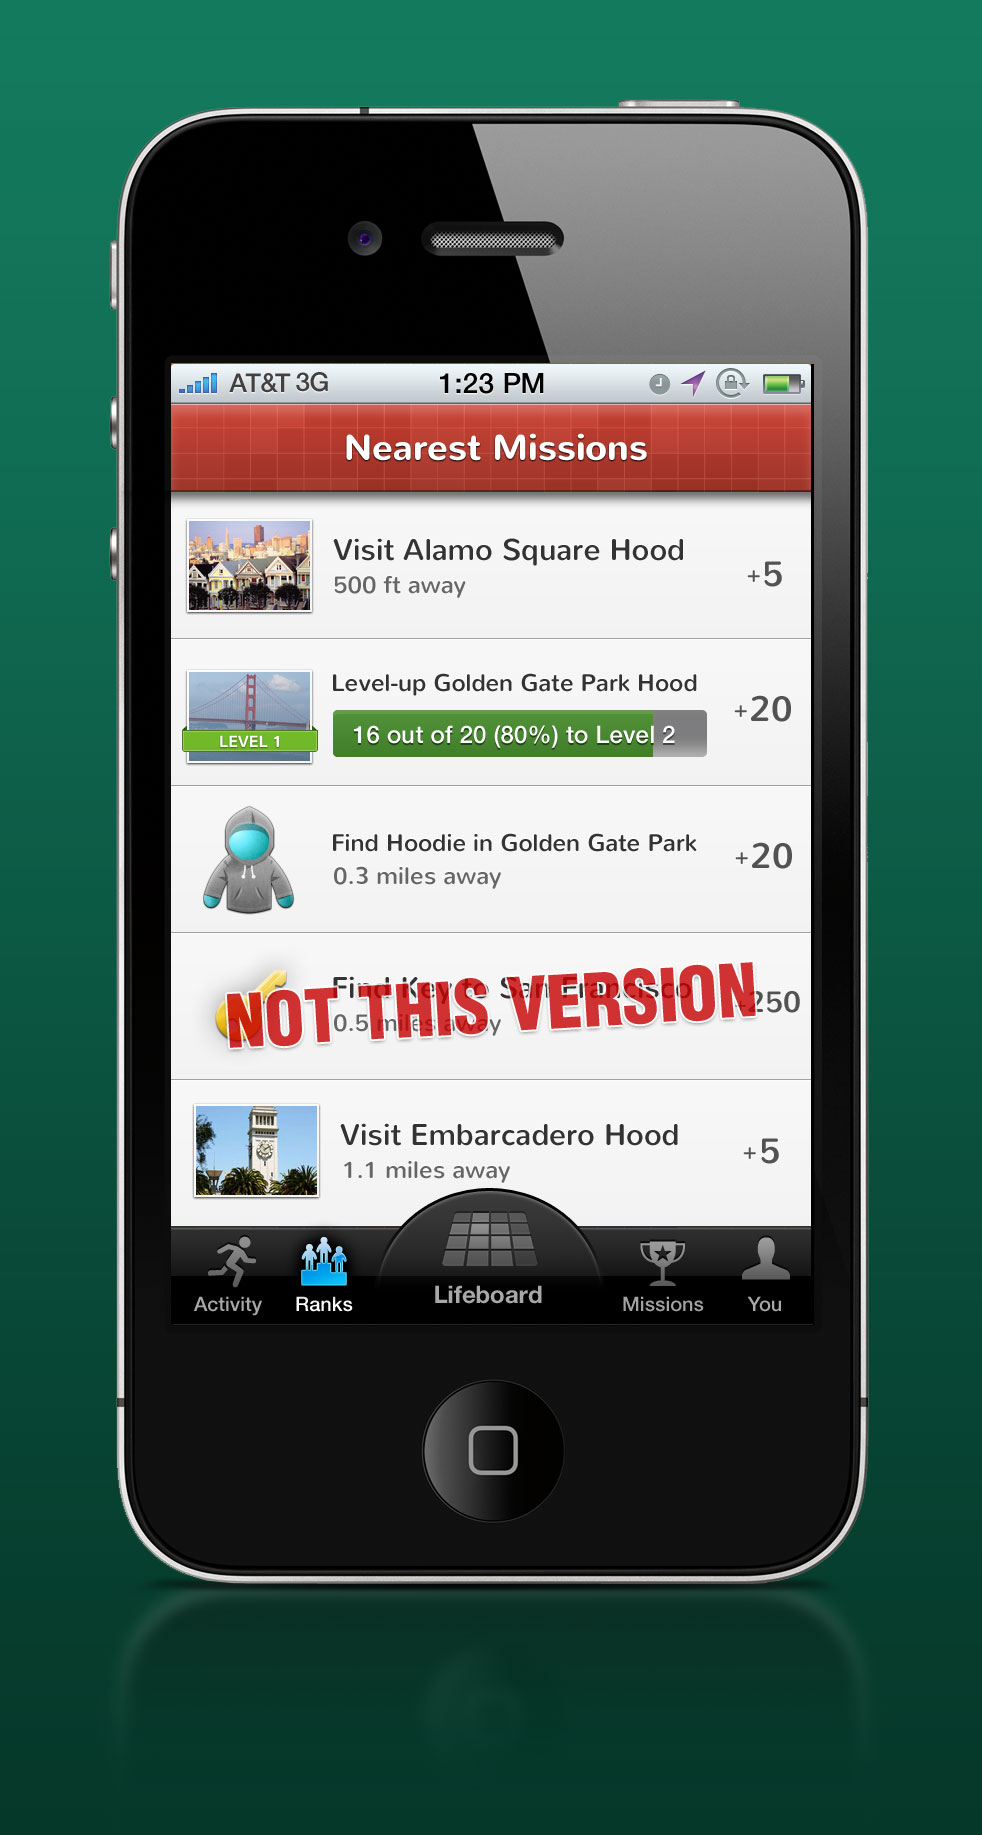 AT&T 3G
1:23 PM
Nearest Missions
Visit Alamo Square Hood
500 ft away
+5
Level-up Golden Gate Park Hood
LEVEL 1
16 out of 20 (80%) to Level 2
+20
Find Hoodie in Golden Gate Park
0.3 miles away
+20
Find Key to San Francisco
0.5 miles away
+250
NOT THIS VERSION
Visit Embarcadero Hood
1.1 miles away
+5
Activity
Ranks
Lifeboard
Missions
You